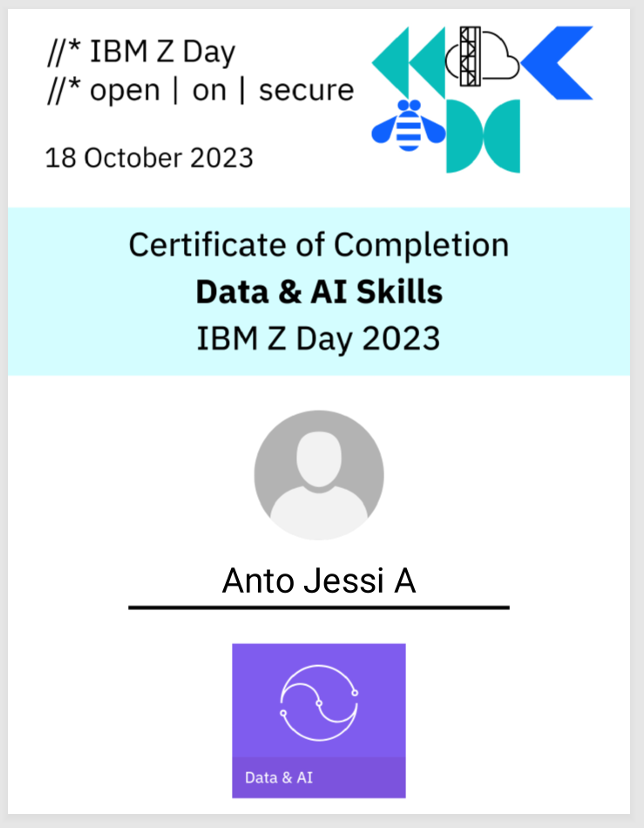 //* IBM Z Day
//* open | on | secure
18 October 2023
Certificate of Completion
Data & AI Skills
IBM Z Day 2023
Anto Jessi A
Data & AI